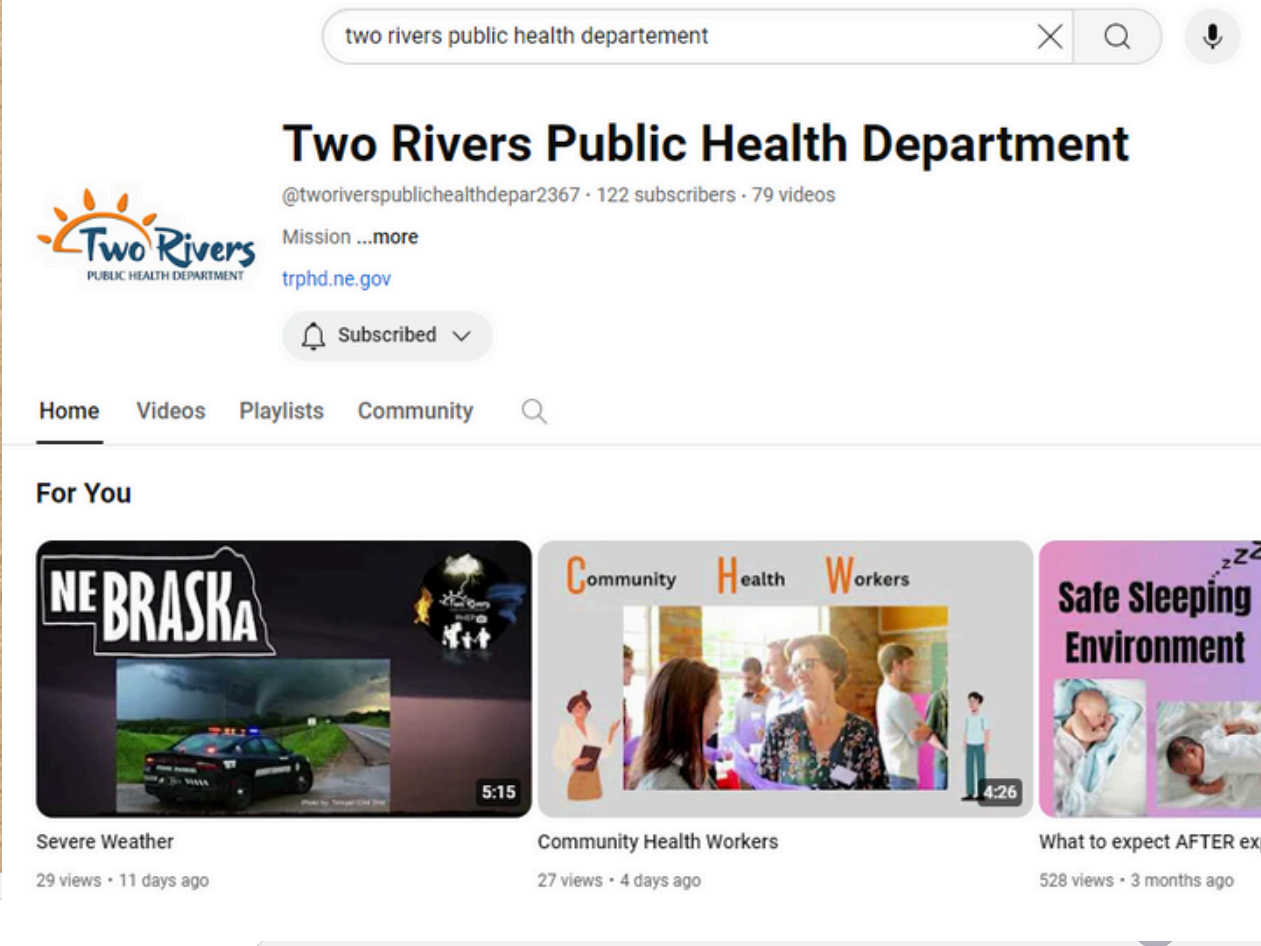 two rivers public health departement
Two Rivers Public Health Department
@tworiverspublichealthdepar2367 · 122 subscribers · 79 videos
Two Rivers
PUBLIC HEALTH DEPARTMENT
Mission ...more
trphd.ne.gov
Subscribed
Home Videos Playlists Community
For You
NEBRASKA
Two Rivers
5:15
Community Health Workers
4:26
zzZ
Safe Sleeping
Environment
Severe Weather
29 views • 11 days ago
Community Health Workers
27 views • 4 days ago
What to expect AFTER ex
528 views • 3 months ago